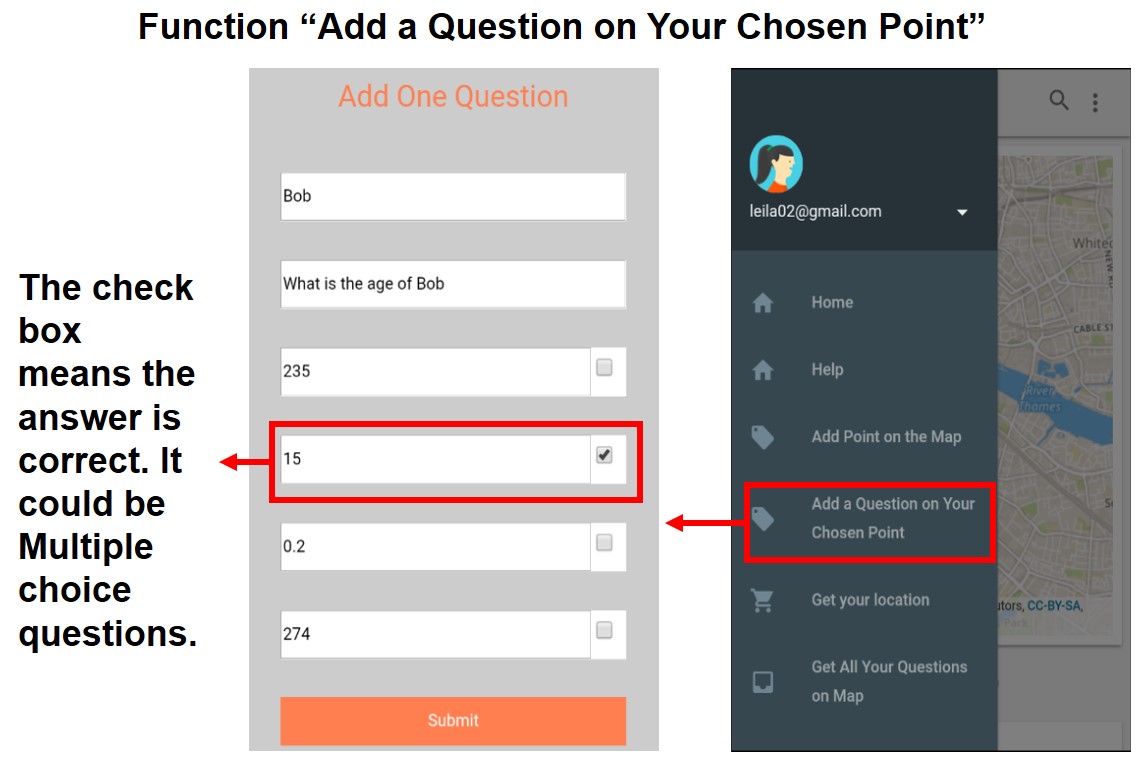 Function “Add a Question on Your Chosen Point”
The check
box
means the
answer is
correct. It
could be
Multiple
choice
questions.
Add One Question
Bob
What is the age of Bob
235
15
0.2
274
Submit
leila02@gmail.com
Home
Help
Add Point on the Map
Add a Question on Your
Chosen Point
Get your location
Get All Your Questions
on Map
CABLE ST
River
Thames
CC-BY-SA,
Park